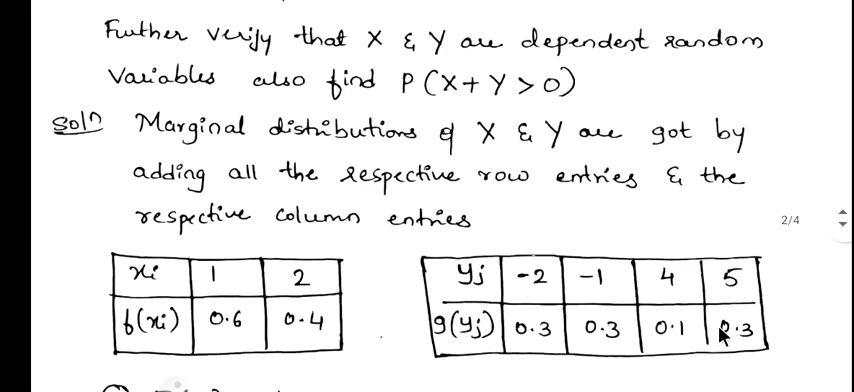 Further verify that X & Y are dependent random
Variables also find P(X+Y>0)
Soln Marginal distributions of X & Y are got by
adding all the respective row entries & the
respective column entries
2/4
xi 1 2
f(xi) 0.6 0.4
yj -2 -1 4 5
g(yj) 0.3 0.3 0.1 0.3